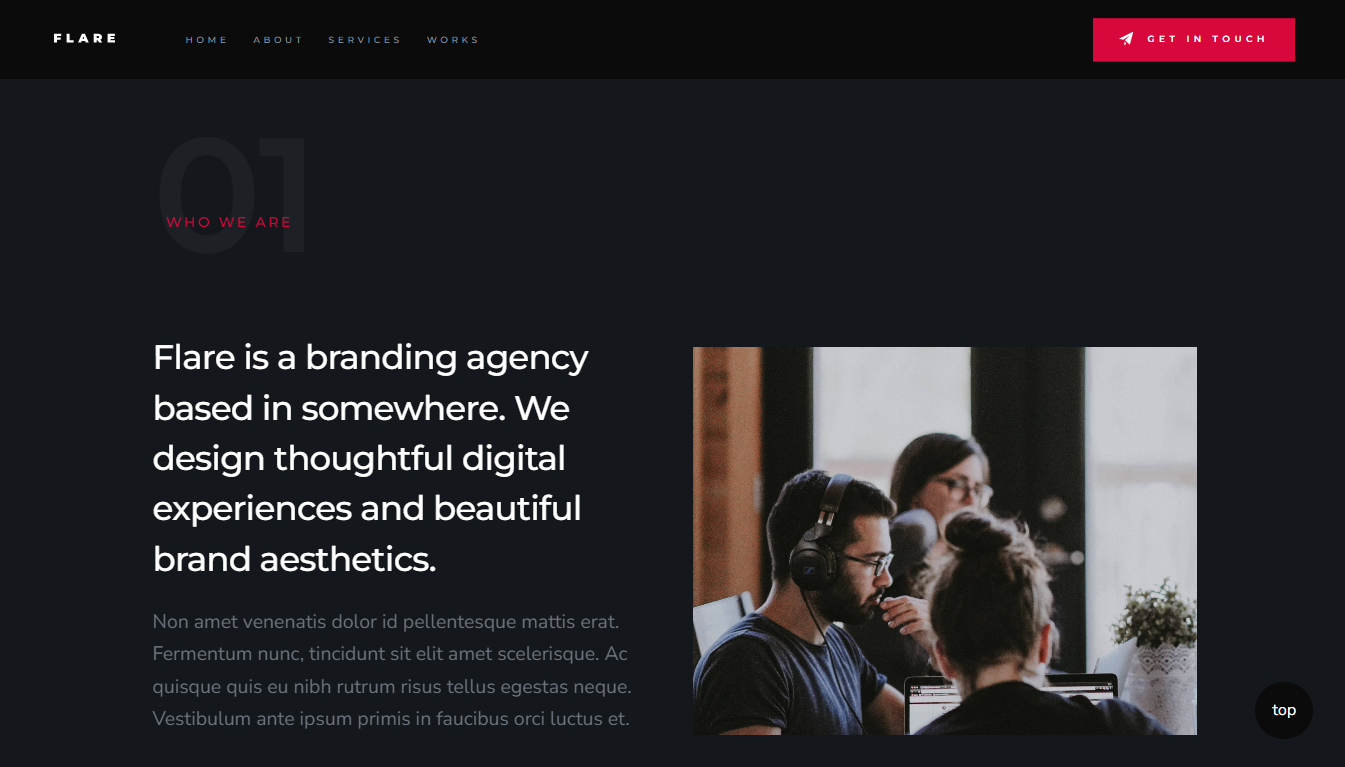 FLARE
HOME ABOUT SERVICES WORKS
GET IN TOUCH
01
WHO WE ARE
Flare is a branding agency
based in somewhere. We
design thoughtful digital
experiences and beautiful
brand aesthetics.
Non amet venenatis dolor id pellentesque mattis erat.
Fermentum nunc, tincidunt sit elit amet scelerisque. Ac
quisque quis eu nibh rutrum risus tellus egestas neque.
Vestibulum ante ipsum primis in faucibus orci luctus et.
top